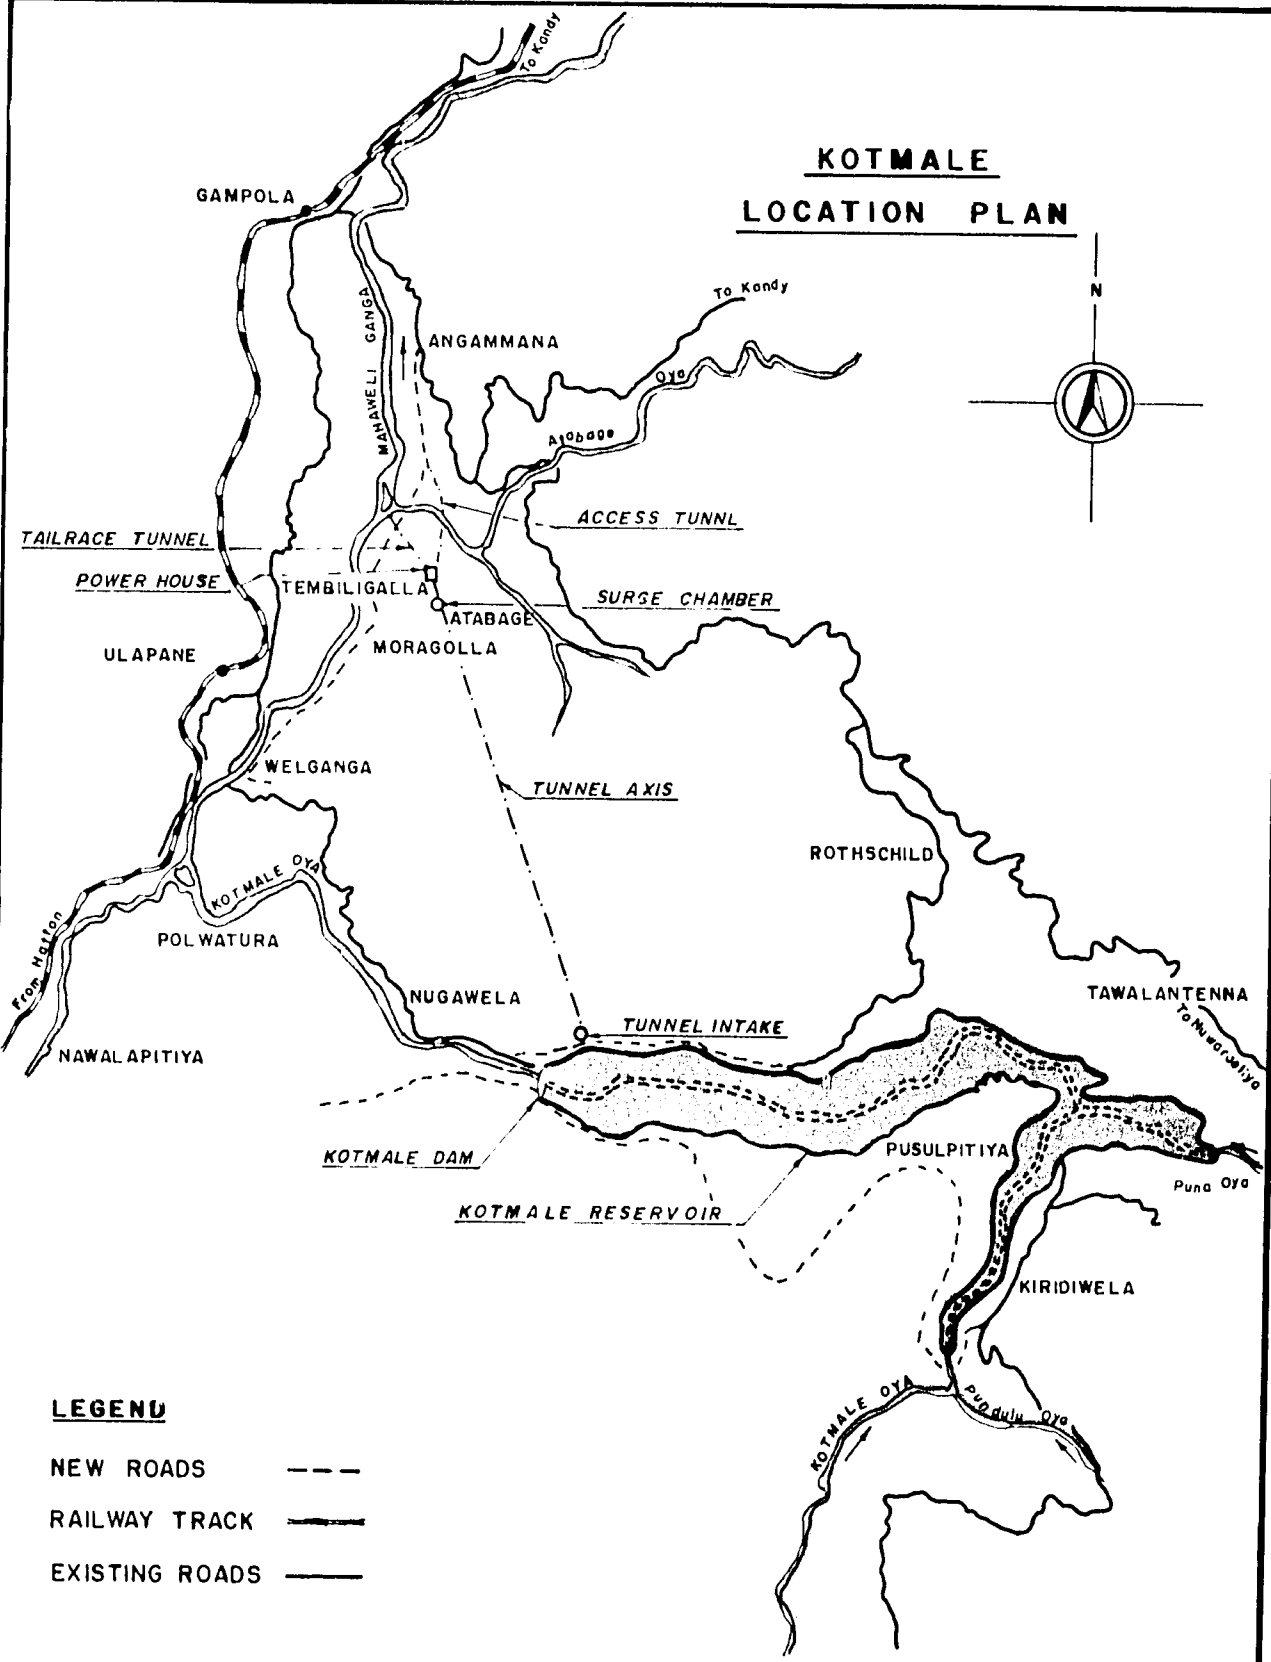 To Kandy
KOTMALE
LOCATION PLAN
GAMPOLA
N
To Kandy
MAHAWELI GANGA
ANGAMMANA
Atabage Oya
ACCESS TUNNL
TAILRACE TUNNEL
POWER HOUSE
TEMBILIGALLA
SURGE CHAMBER
ATABAGE
MORAGOLLA
ULAPANE
WELGANGA
TUNNEL AXIS
ROTHSCHILD
KOTMALE OYA
POLWATURA
From Hatton
NUGAWELA
TAWALANTENNA
To Nuwaraeliya
TUNNEL INTAKE
NAWALAPITIYA
KOTMALE DAM
PUSULPITIYA
Puna Oya
KOTMALE RESERVOIR
KIRIDIWELA
KOTMALE OYA
Pundulu Oya
LEGEND
NEW ROADS
RAILWAY TRACK
EXISTING ROADS